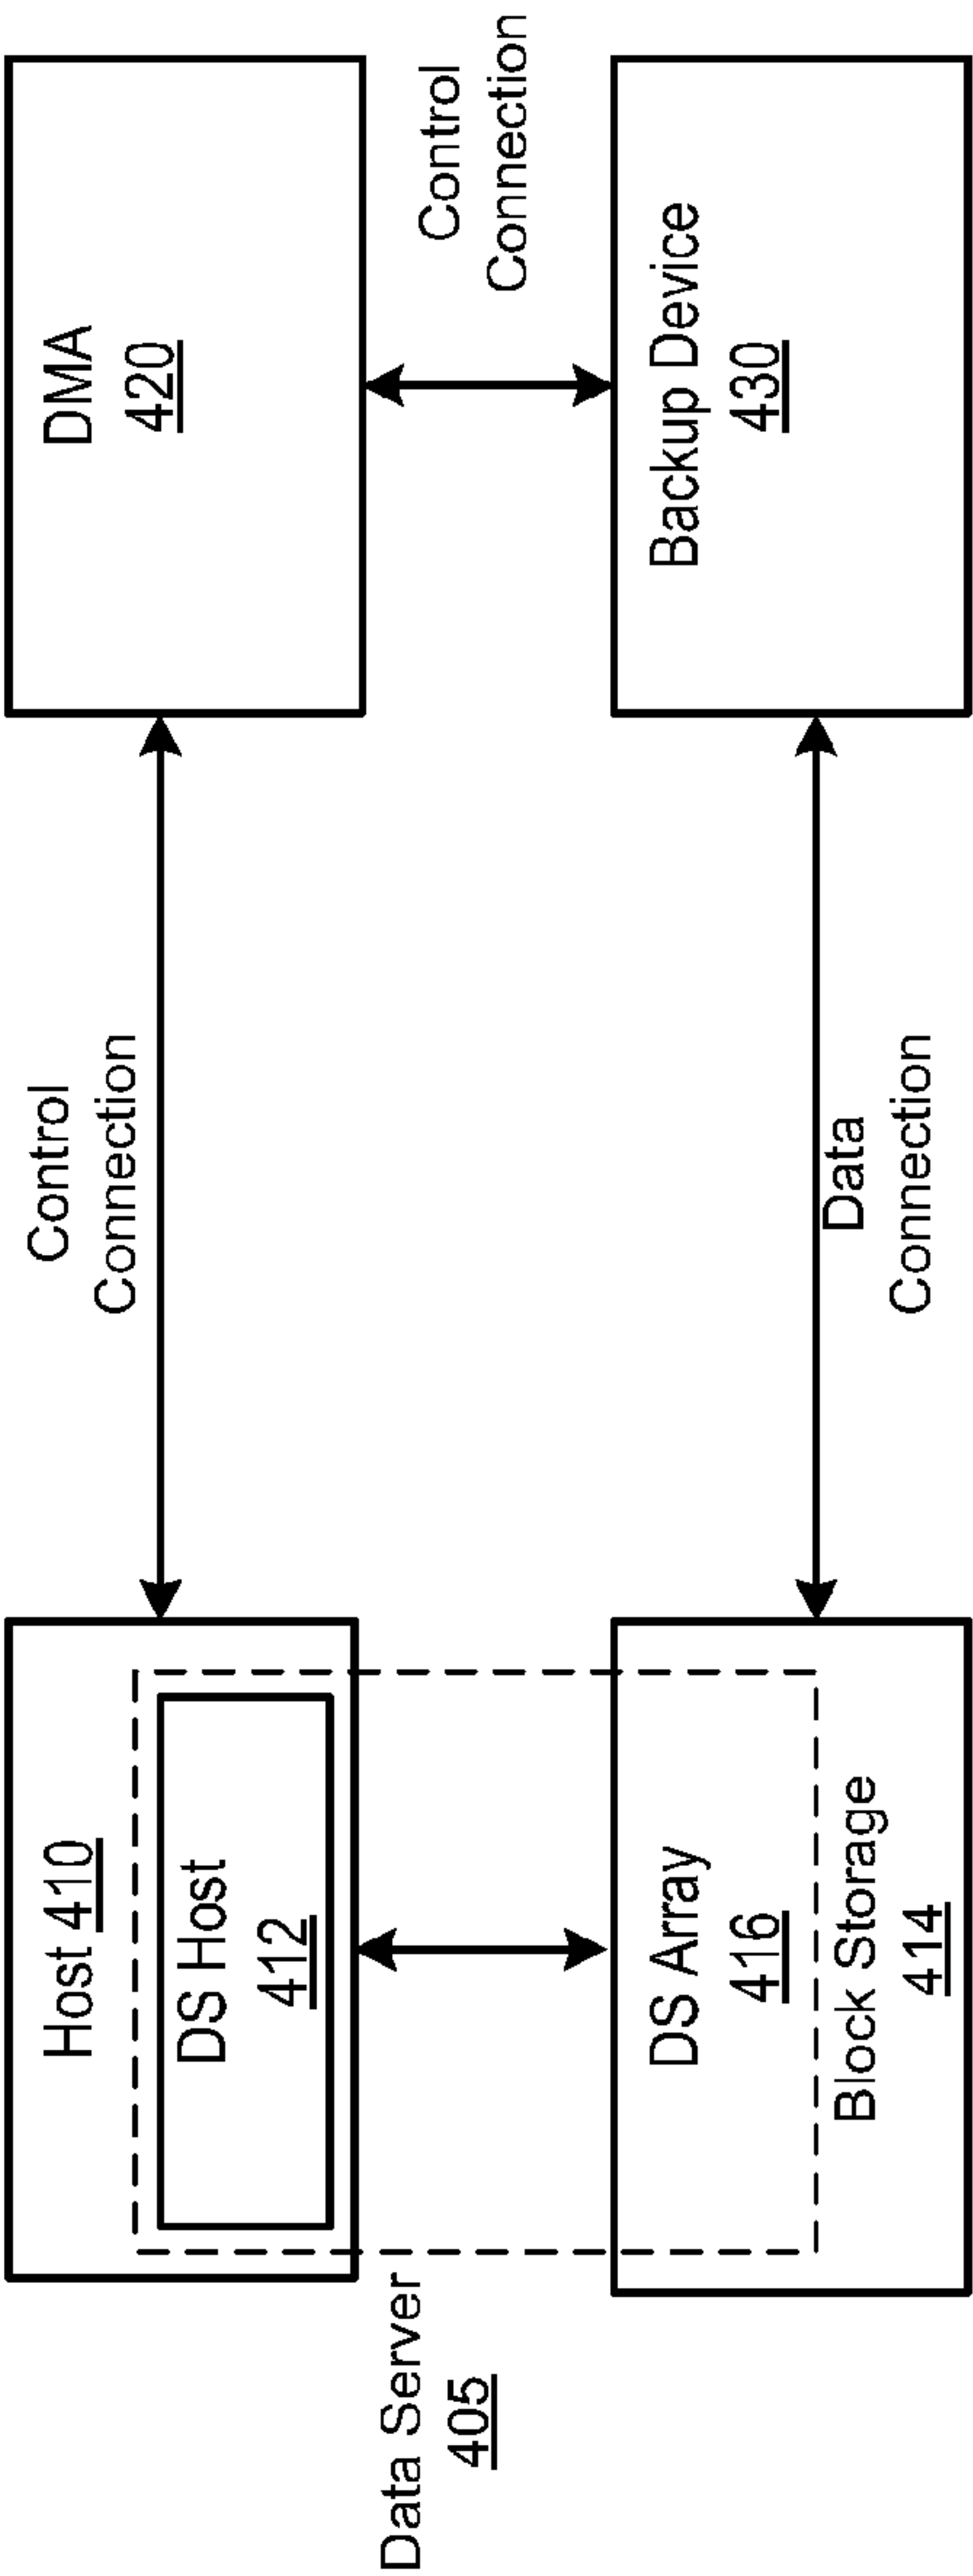 Host 410
DS Host
412
Control
Connection
DMA
420
Data Server
405
Control
Connection
DS Array
416
Block Storage
414
Data
Connection
Backup Device
430